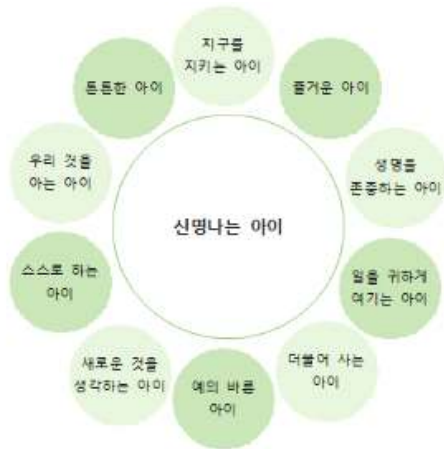 지구를
지키는 아이
즐거운 아이
생명을
존중하는 아이
일을 귀하게
여기는 아이
더불어 사는
아이
예의 바른
아이
새로운 것을
생각하는 아이
스스로 하는
아이
우리 것을
아는 아이
튼튼한 아이
신명나는 아이